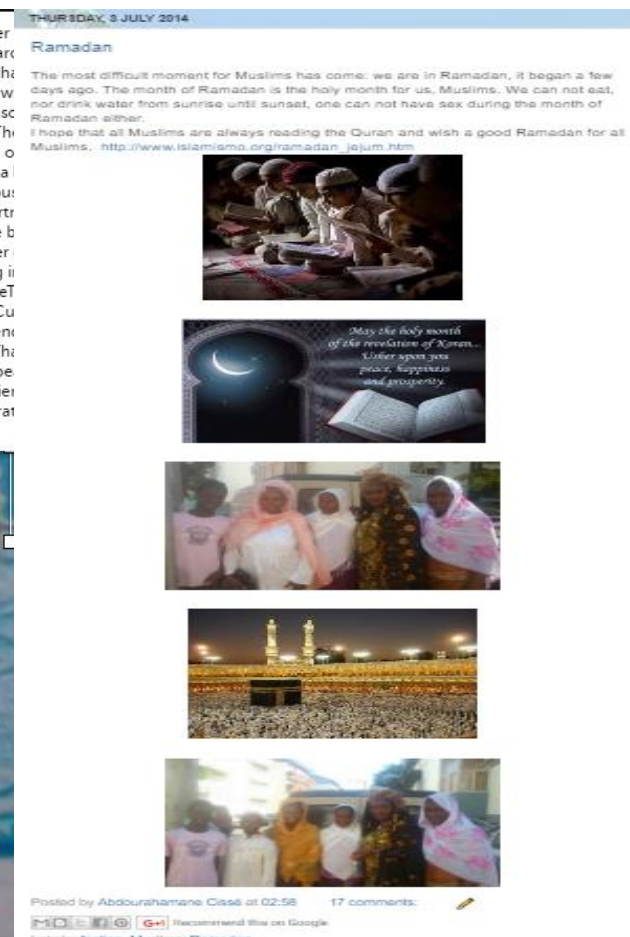 THURSDAY, 3 JULY 2014
Ramadan
The most difficult moment for Muslims has come: we are in Ramadan, it began a few
days ago. The month of Ramadan is the holy month for us, Muslims. We can not eat,
nor drink water from sunrise until sunset, one can not have sex during the month of
Ramadan either.
I hope that all Muslims are always reading the Quran and wish a good Ramadan for all
Muslims. http://www.islamismo.org/ramadan_jejum.htm
May the holy month
of the revelation of Koran...
Usher upon you
peace, happiness
and prosperity.
Posted by Abdourahamane Cissé at 02:58 17 comments:
G+1 Recommend this on Google